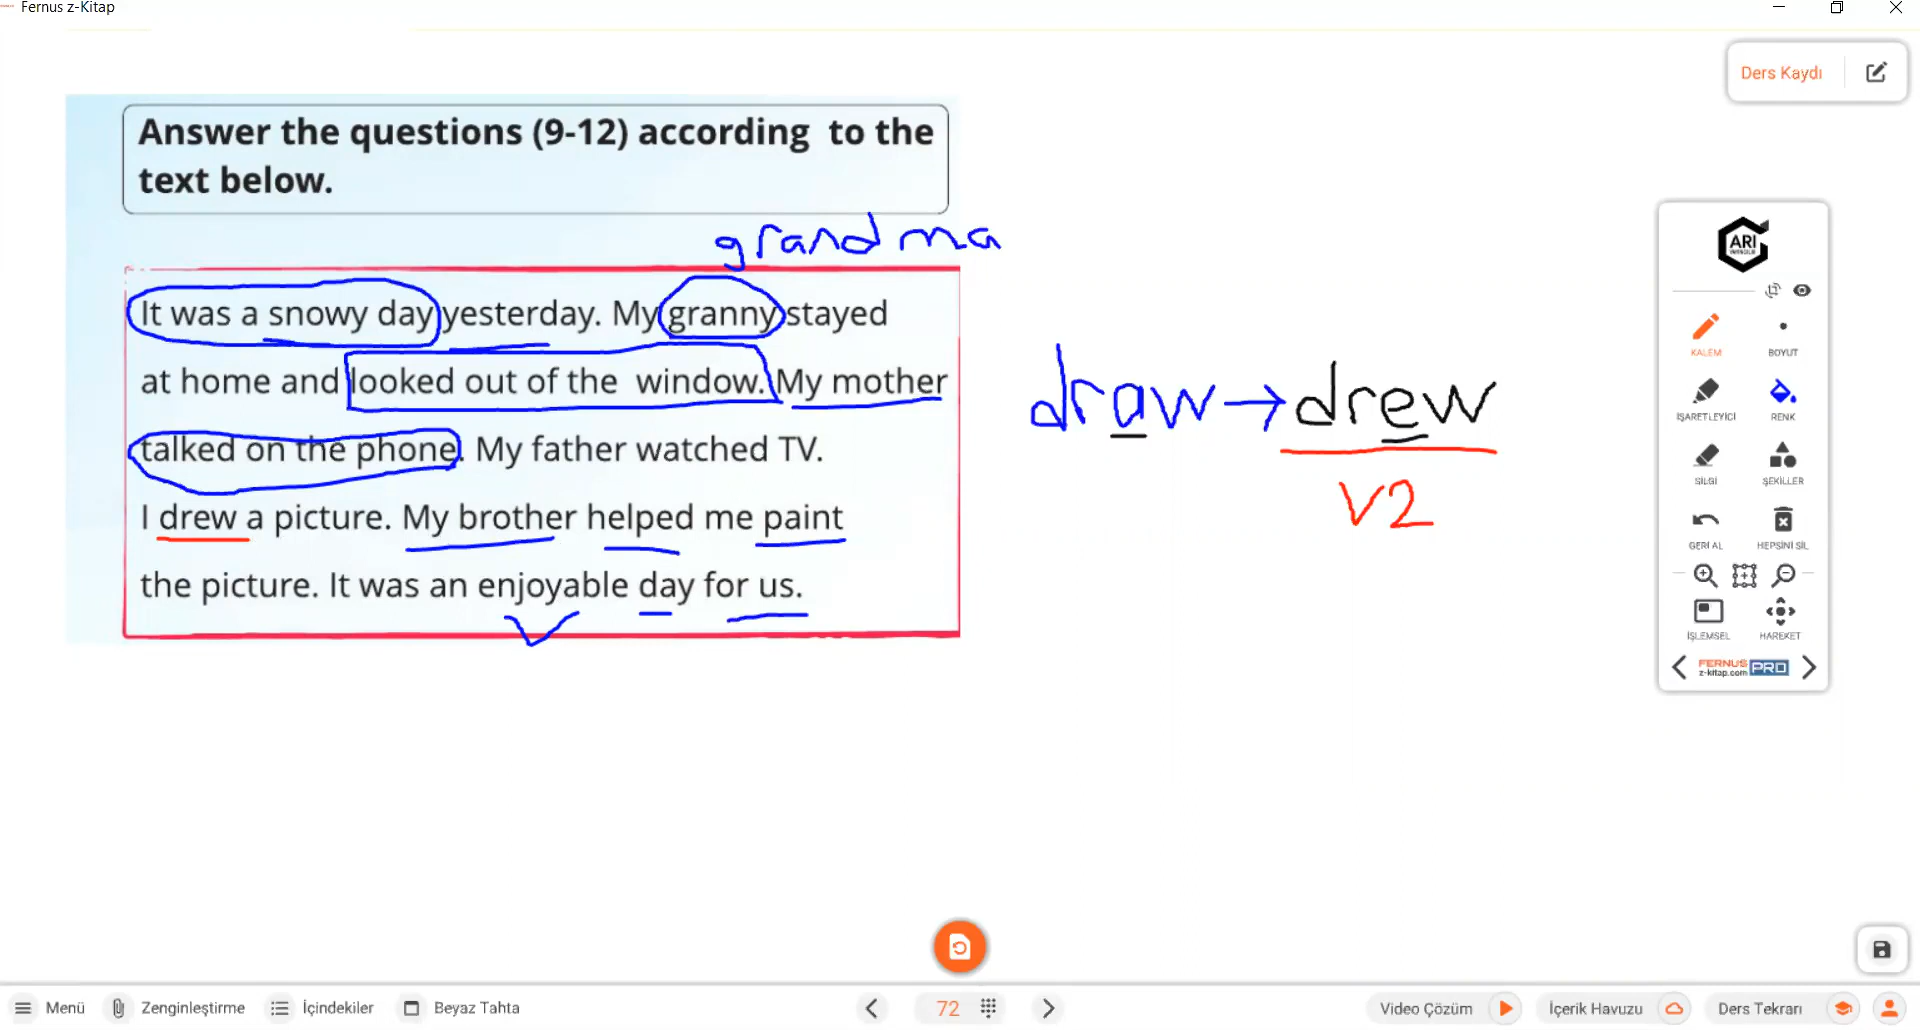 Fernus z-Kitap
Ders Kaydı
Answer the questions (9-12) according to the
text below.
grandma
It was a snowy day yesterday. My granny stayed
at home and looked out of the window. My mother
talked on the phone. My father watched TV.
I drew a picture. My brother helped me paint
the picture. It was an enjoyable day for us.
draw → drew
V2
ARI
KALEM
BOYUT
İŞARETLEYİCİ
RENK
SİLGİ
ŞEKİLLER
GERİ AL
HEPSİNİ SİL
İŞLEMSEL
HAREKET
FERNUS
z-kitap.com PRO
Menü
Zenginleştirme
İçindekiler
Beyaz Tahta
72
Video Çözüm
İçerik Havuzu
Ders Tekrarı